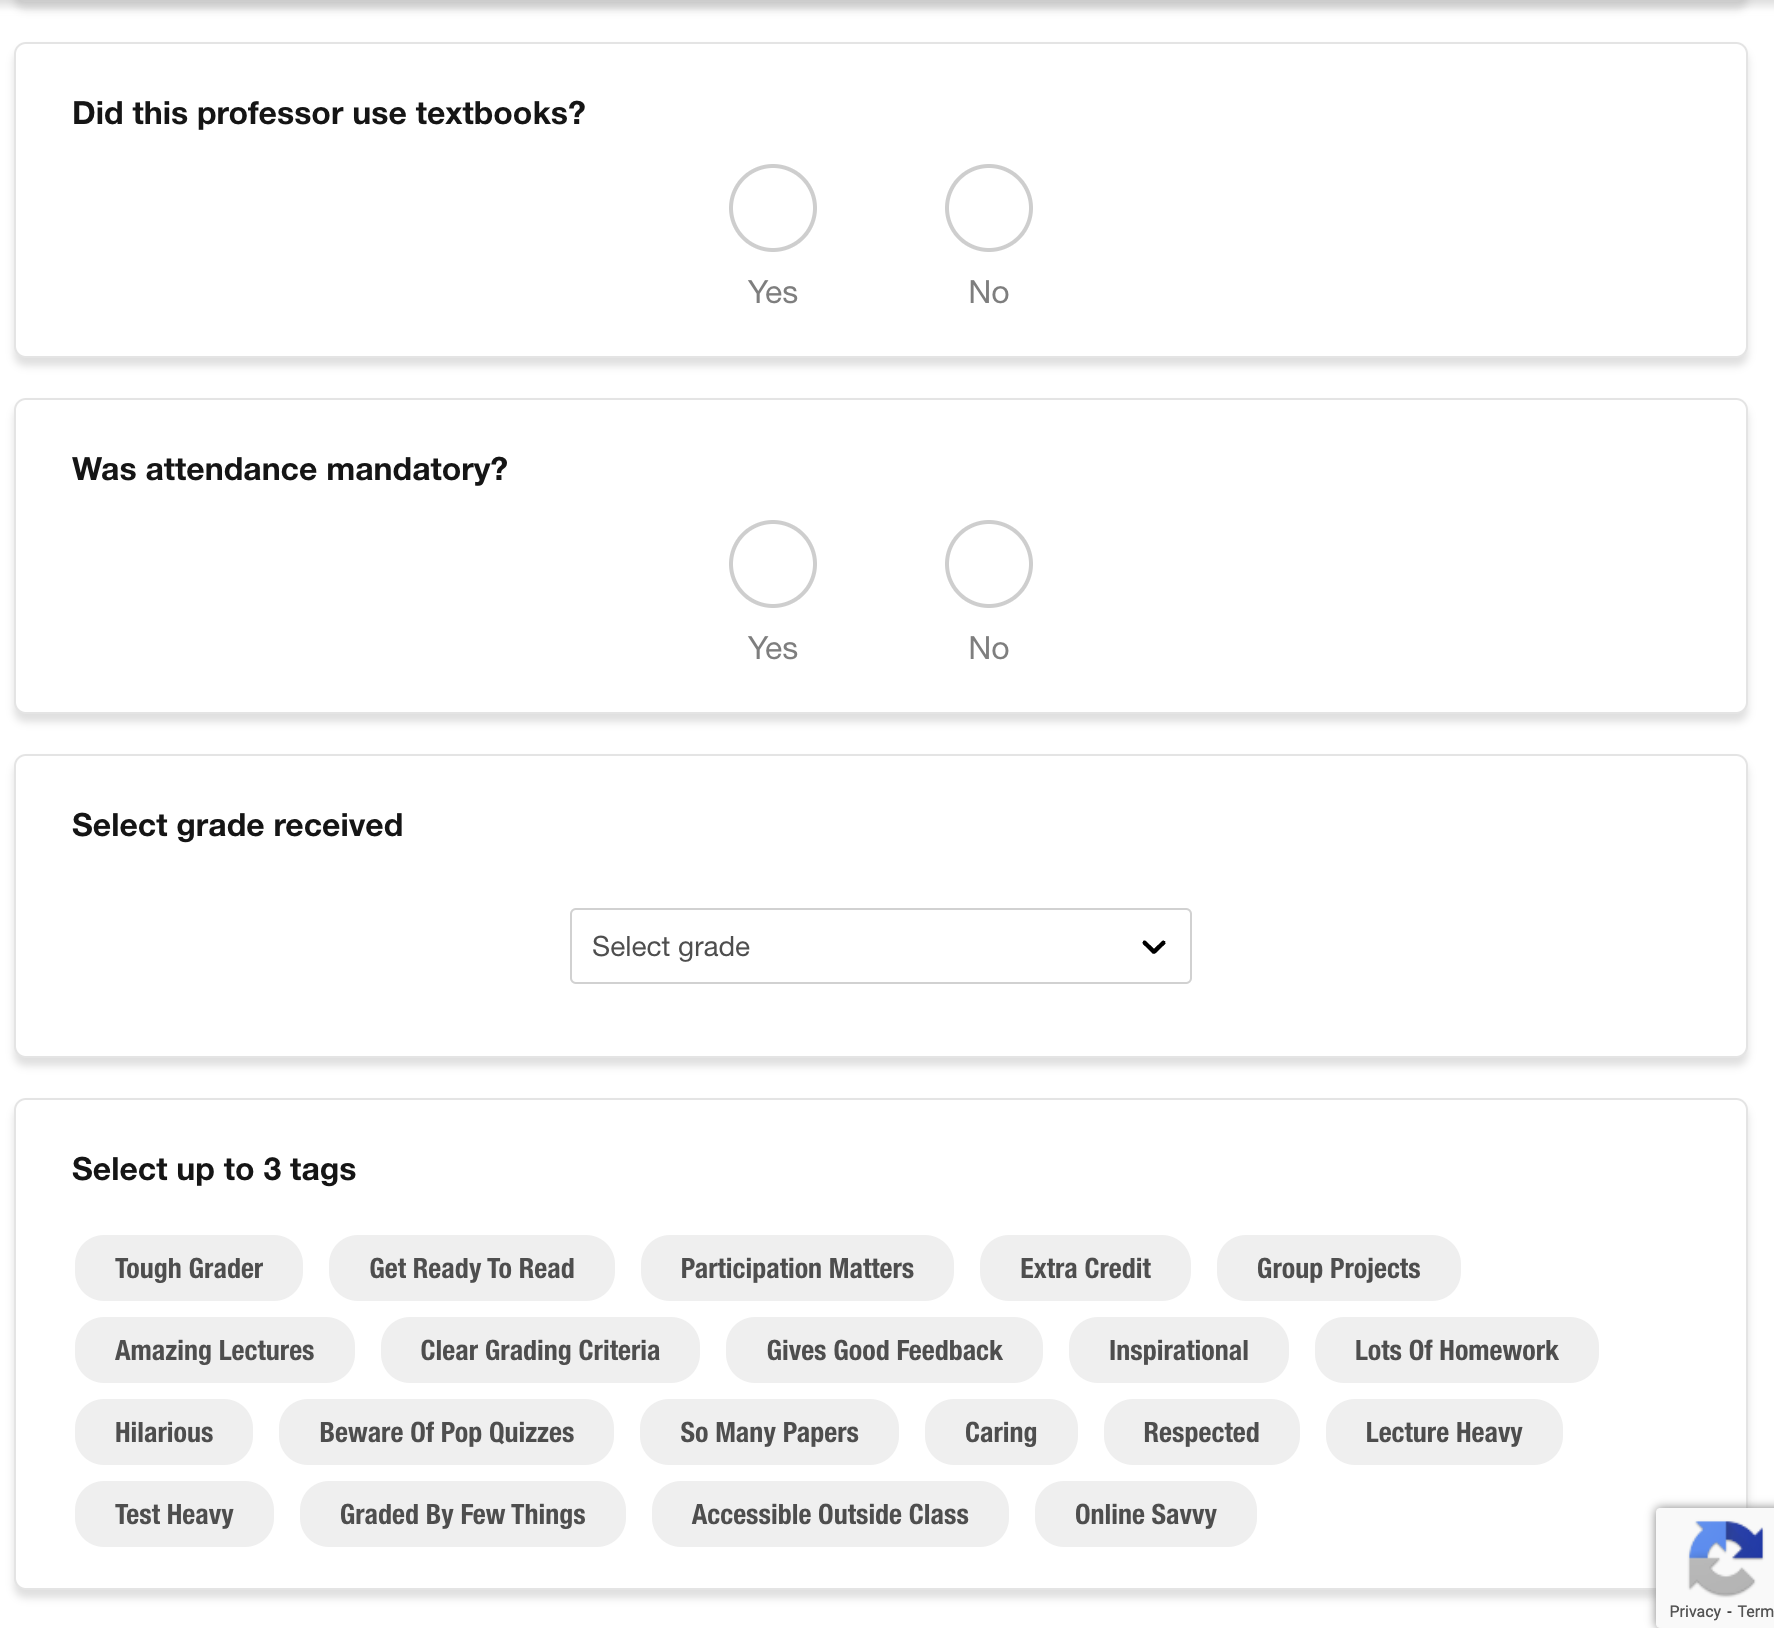 Did this professor use textbooks?
Yes No
Was attendance mandatory?
Yes No
Select grade received
Select grade
Select up to 3 tags
Tough Grader Get Ready To Read Participation Matters Extra Credit Group Projects
Amazing Lectures Clear Grading Criteria Gives Good Feedback Inspirational Lots Of Homework
Hilarious Beware Of Pop Quizzes So Many Papers Caring Respected Lecture Heavy
Test Heavy Graded By Few Things Accessible Outside Class Online Savvy
Privacy - Term